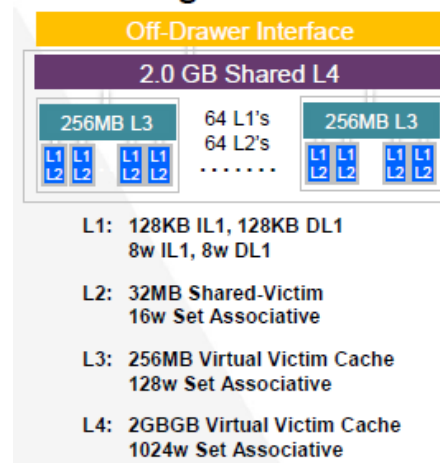 Off-Drawer Interface
2.0 GB Shared L4
256MB L3 64 L1's 256MB L3
64 L2's
.......
L1 L1 L1 L1 L1 L1 L1 L1
L2 L2 L2 L2 L2 L2 L2 L2
L1: 128KB IL1, 128KB DL1
8w IL1, 8w DL1
L2: 32MB Shared-Victim
16w Set Associative
L3: 256MB Virtual Victim Cache
128w Set Associative
L4: 2GBGB Virtual Victim Cache
1024w Set Associative